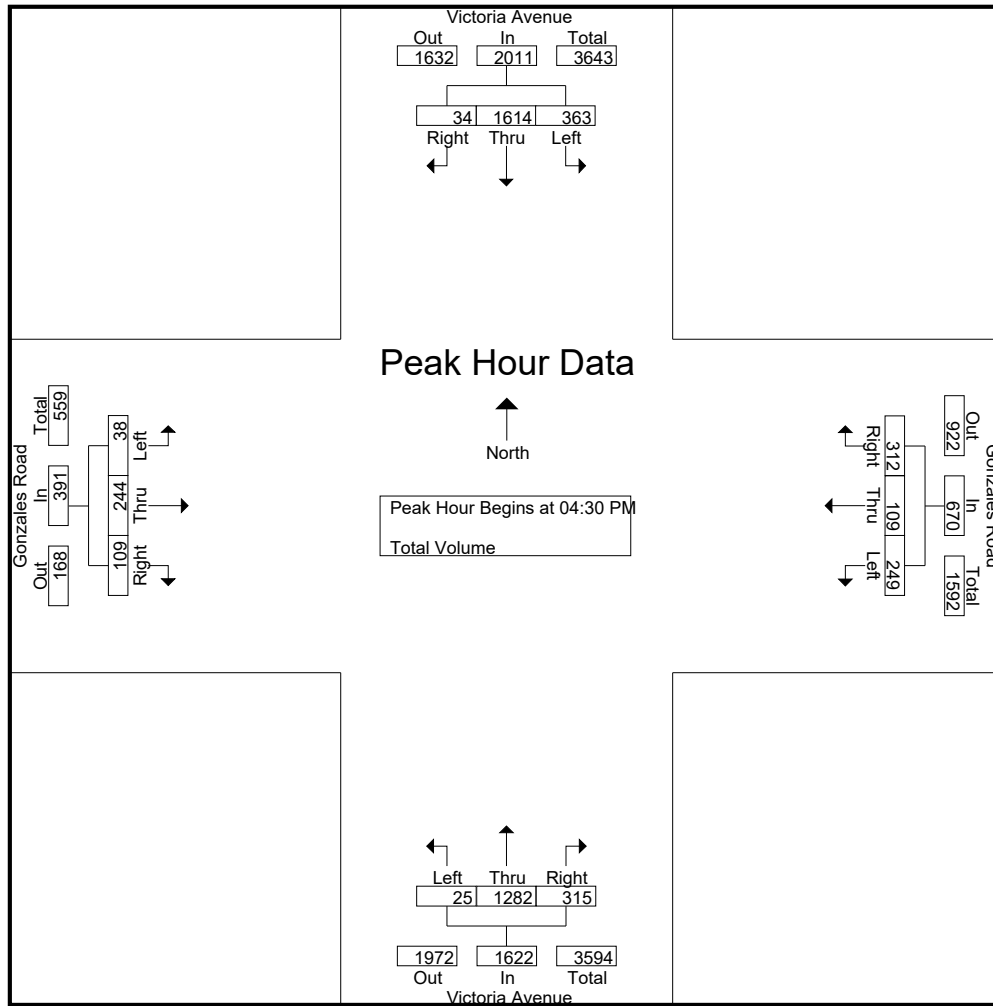 Victoria Avenue
Out In Total
1632 2011 3643
34 1614 363
Right Thru Left
Peak Hour Data
North
Peak Hour Begins at 04:30 PM
Total Volume
Gonzales Road
Out In Total
168 391 559
Right Thru Left
109 244 38
Gonzales Road
Out In Total
922 670 1592
Right Thru Left
312 109 249
Left Thru Right
25 1282 315
1972 1622 3594
Out In Total
Victoria Avenue